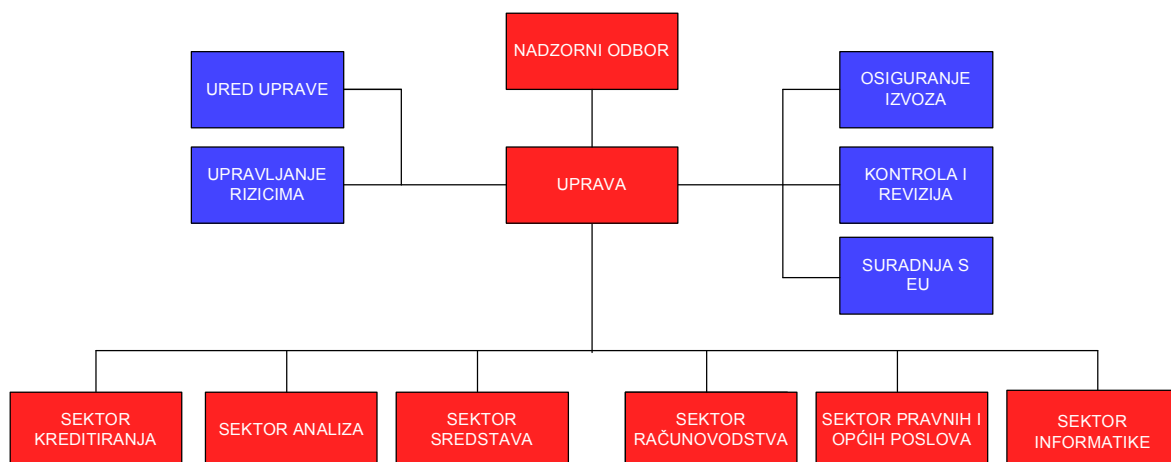 NADZORNI ODBOR
URED UPRAVE
OSIGURANJE
IZVOZA
UPRAVLJANJE
RIZICIMA
UPRAVA
KONTROLA I
REVIZIJA
SURADNJA S
EU
SEKTOR
KREDITIRANJA
SEKTOR ANALIZA
SEKTOR
SREDSTAVA
SEKTOR
RAČUNOVODSTVA
SEKTOR PRAVNIH I
OPĆIH POSLOVA
SEKTOR
INFORMATIKE